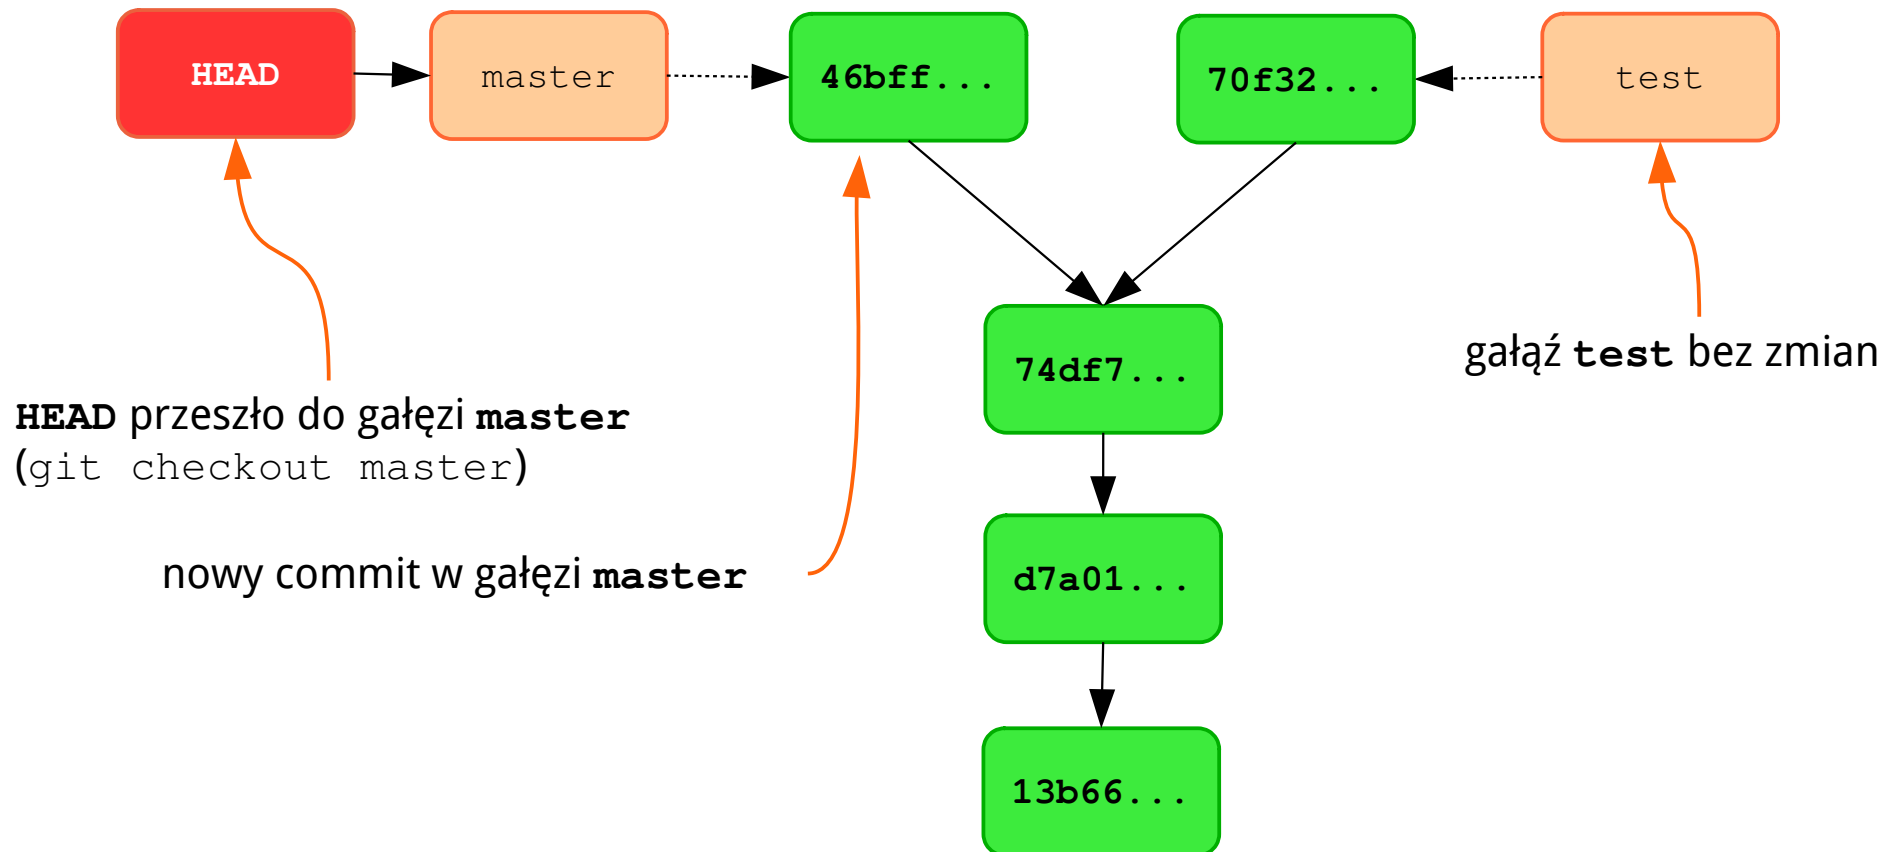 HEAD
master
46bff...
70f32...
test
74df7...
gałąź test bez zmian
HEAD przeszło do gałęzi master
(git checkout master)
nowy commit w gałęzi master
d7a01...
13b66...